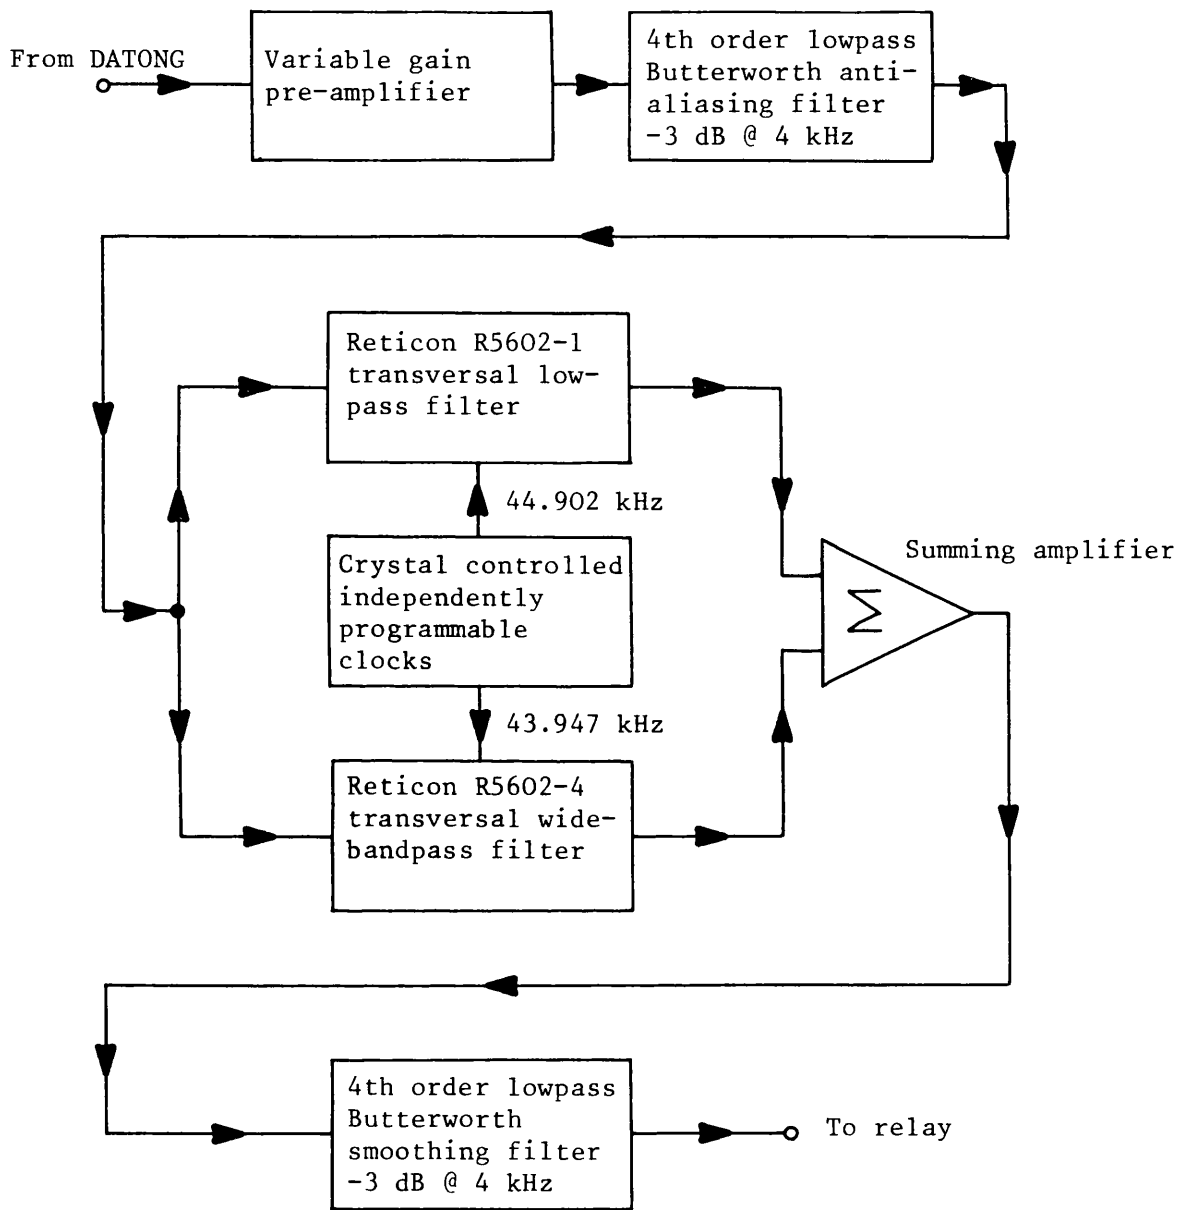 From DATONG
Variable gain
pre-amplifier
4th order lowpass
Butterworth anti-
aliasing filter
-3 dB @ 4 kHz
Reticon R5602-1
transversal low-
pass filter
44.902 kHz
Crystal controlled
independently
programmable
clocks
Summing amplifier
Σ
43.947 kHz
Reticon R5602-4
transversal wide-
bandpass filter
4th order lowpass
Butterworth
smoothing filter
-3 dB @ 4 kHz
To relay